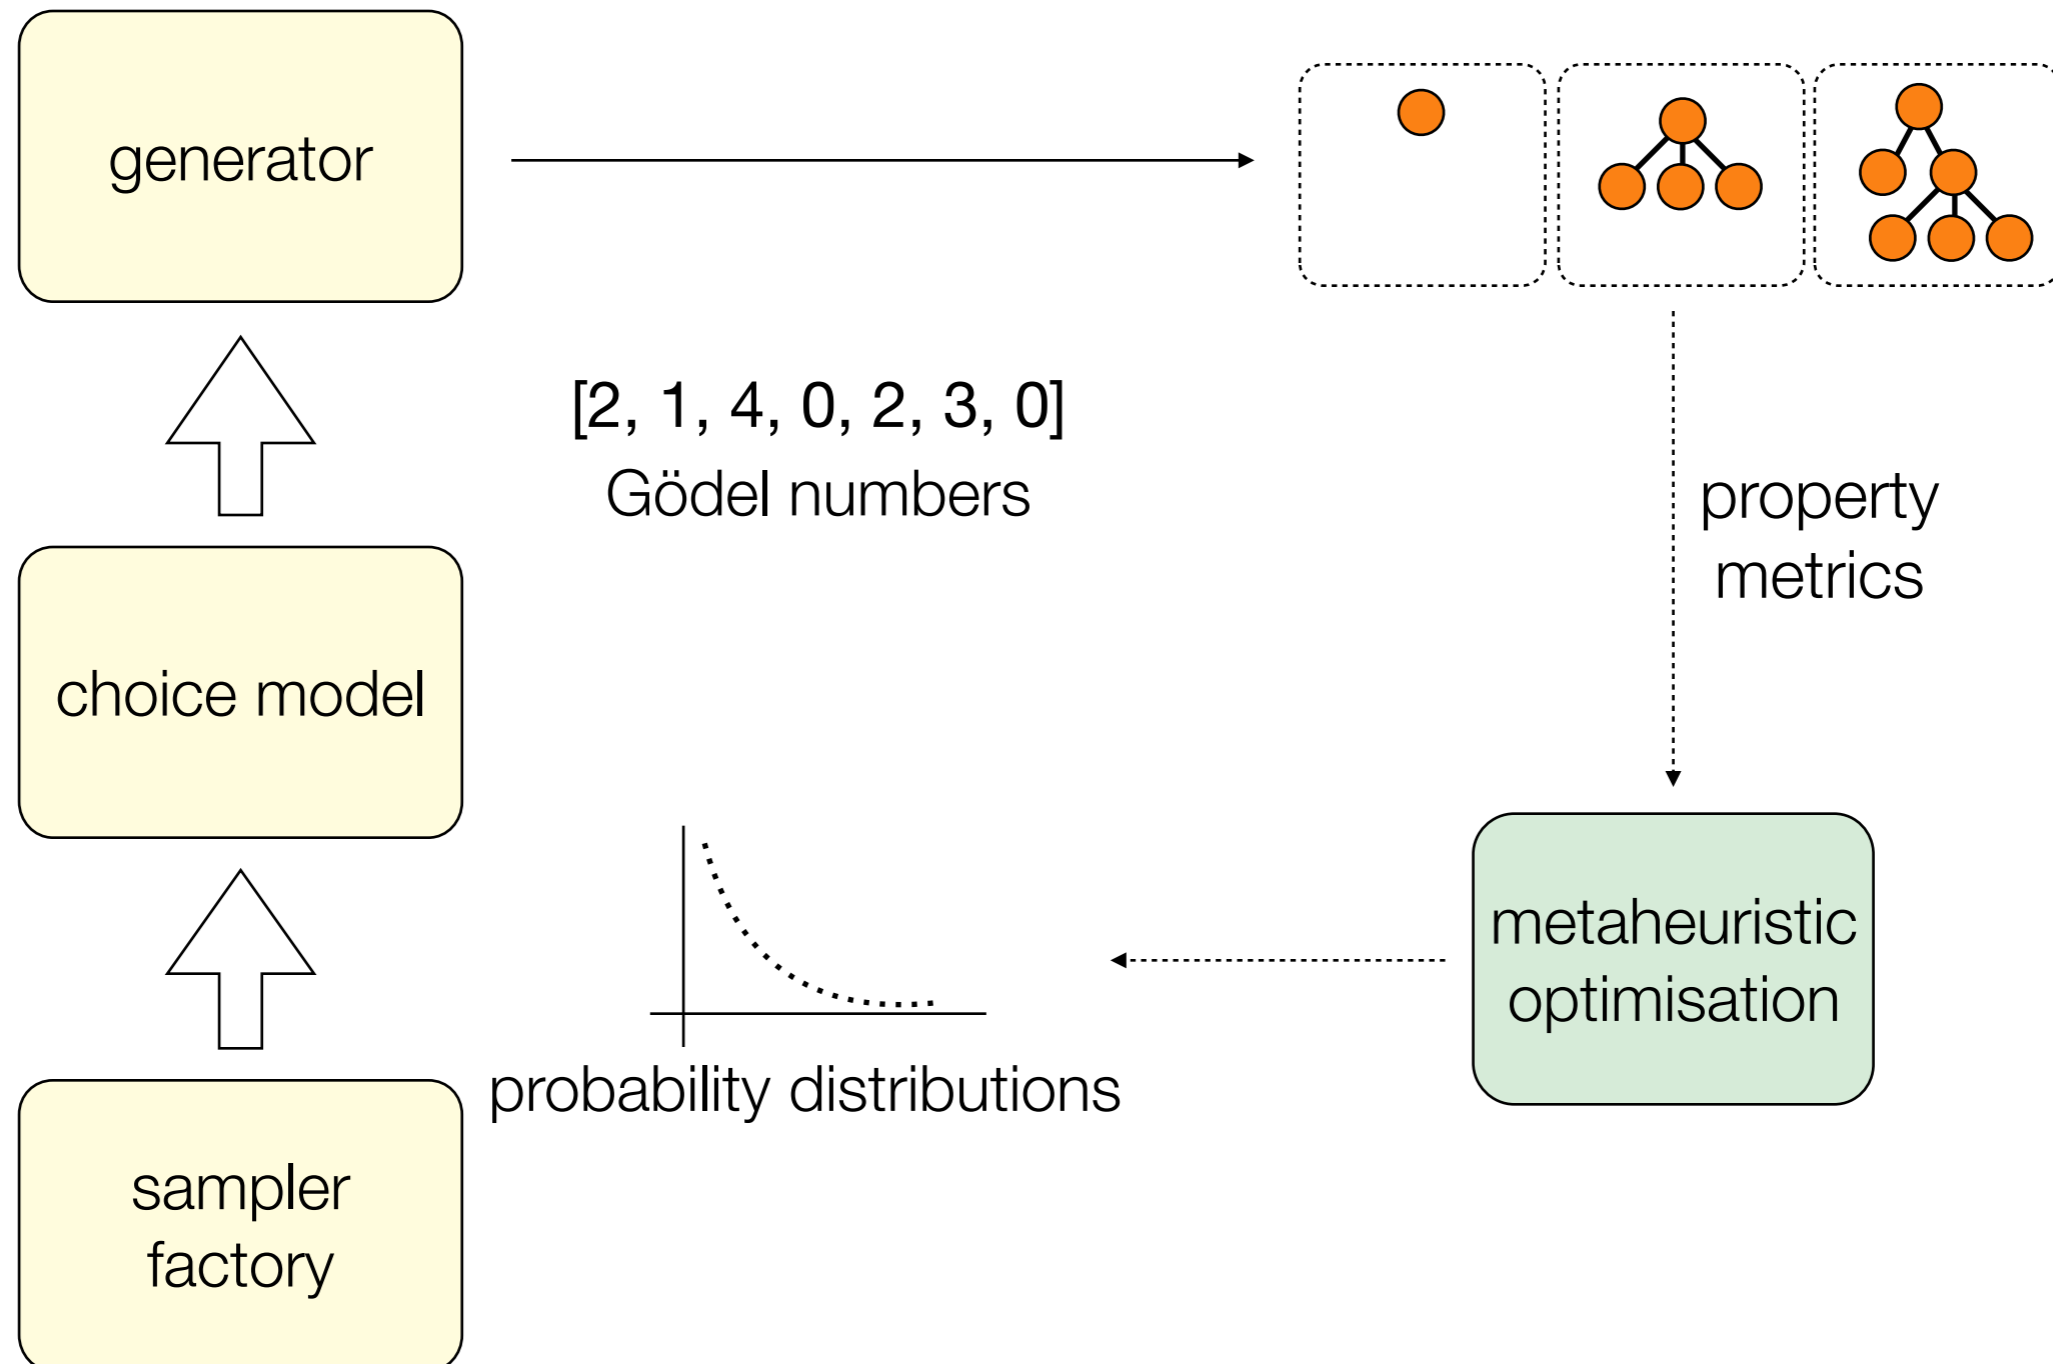 generator
[2, 1, 4, 0, 2, 3, 0]
Gödel numbers
property
metrics
choice model
metaheuristic
optimisation
probability distributions
sampler
factory